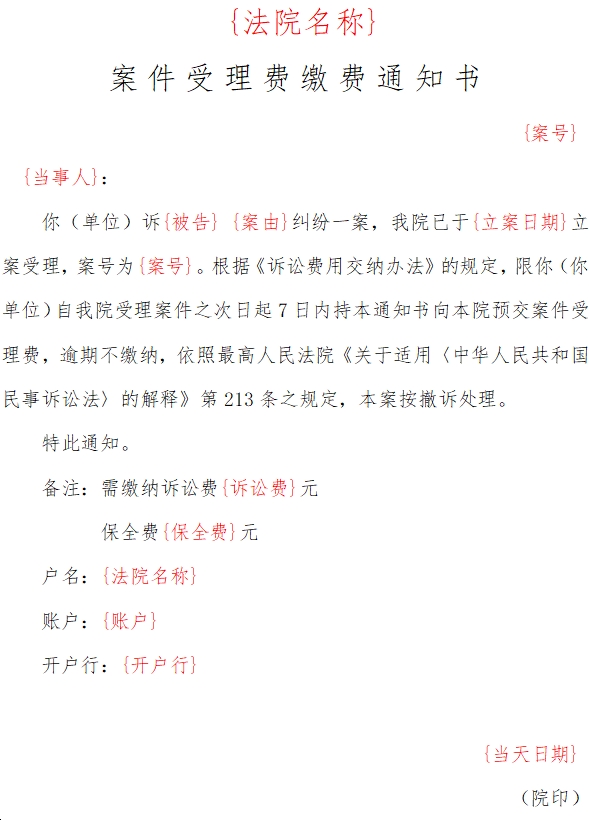 {法院名称}
案件受理费缴费通知书
{案号}
{当事人}：
你（单位）诉{被告} {案由}纠纷一案，我院已于{立案日期}立
案受理，案号为{案号}。根据《诉讼费用交纳办法》的规定，限你（你
单位）自我院受理案件之次日起7日内持本通知书向本院预交案件受
理费，逾期不缴纳，依照最高人民法院《关于适用〈中华人民共和国
民事诉讼法〉的解释》第213条之规定，本案按撤诉处理。
特此通知。
备注：需缴纳诉讼费{诉讼费}元
保全费{保全费}元
户名：{法院名称}
账户：{账户}
开户行：{开户行}
{当天日期}
（院印）